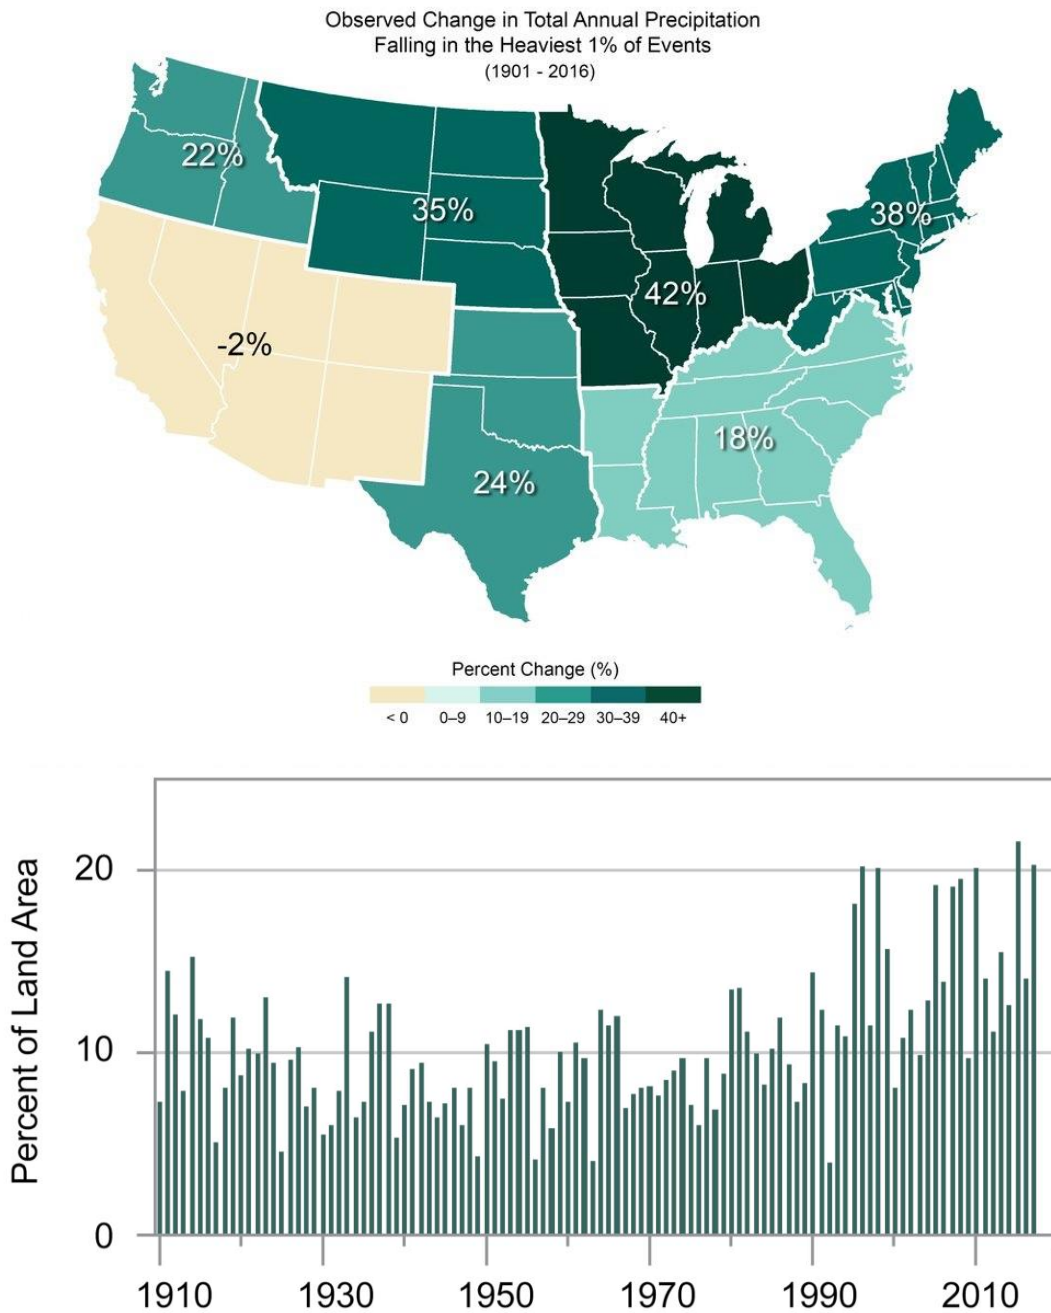 Observed Change in Total Annual Precipitation
Falling in the Heaviest 1% of Events
(1901 - 2016)
22%
35%
38%
42%
-2%
18%
24%
Percent Change (%)
< 0 0–9 10–19 20–29 30–39 40+
Percent of Land Area
20
10
0
1910 1930 1950 1970 1990 2010